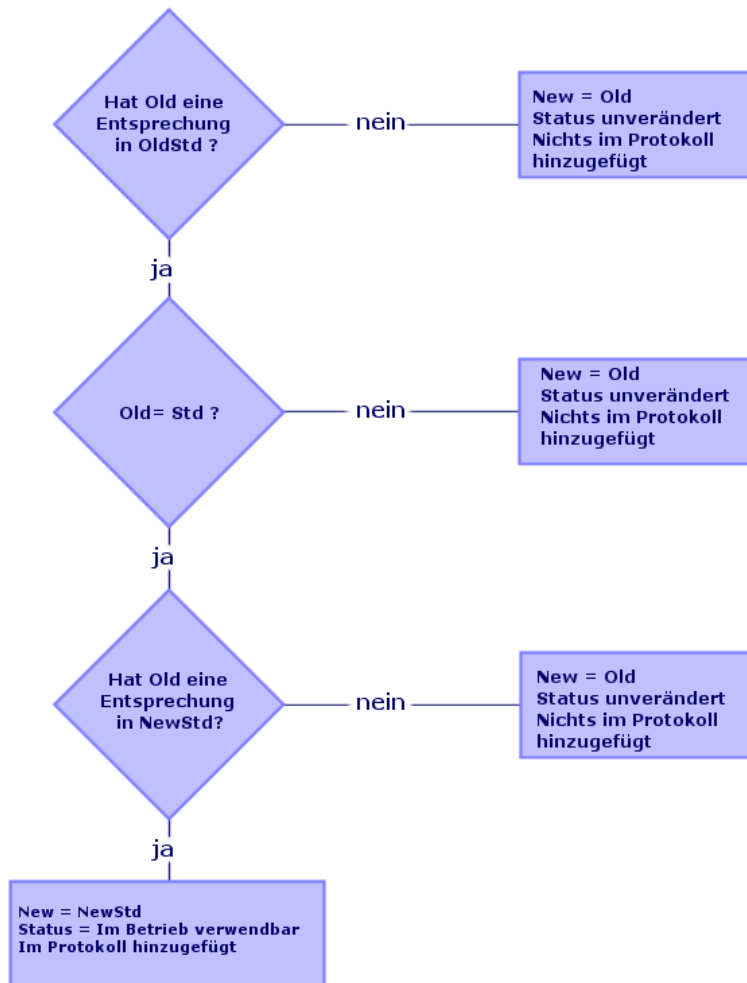 Hat Old eine
Entsprechung
in OldStd ?
nein
New = Old
Status unverändert
Nichts im Protokoll
hinzugefügt
ja
Old= Std ?
nein
New = Old
Status unverändert
Nichts im Protokoll
hinzugefügt
ja
Hat Old eine
Entsprechung
in NewStd?
nein
New = Old
Status unverändert
Nichts im Protokoll
hinzugefügt
ja
New = NewStd
Status = Im Betrieb verwendbar
Im Protokoll hinzugefügt